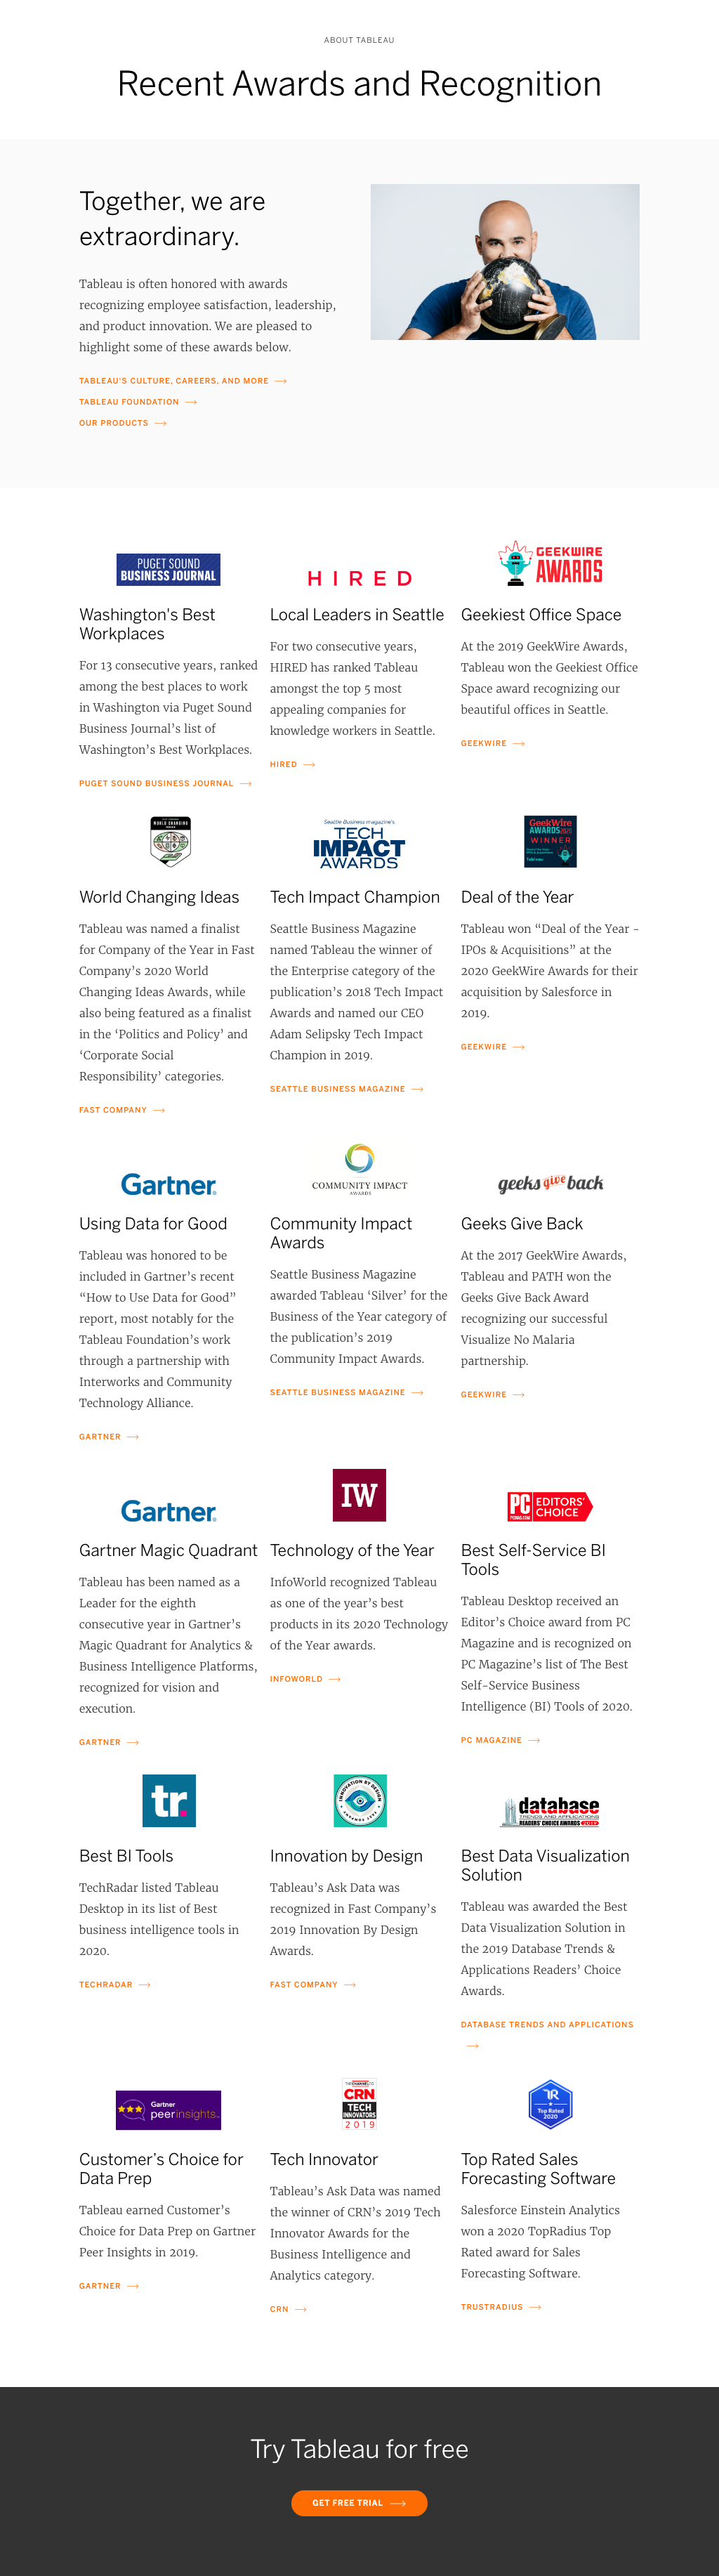 ABOUT TABLEAU
Recent Awards and Recognition
Together, we are
extraordinary.
Tableau is often honored with awards
recognizing employee satisfaction, leadership,
and product innovation. We are pleased to
highlight some of these awards below.
TABLEAU'S CULTURE, CAREERS, AND MORE
TABLEAU FOUNDATION
OUR PRODUCTS
PUGET SOUND
BUSINESS JOURNAL
Washington's Best
Workplaces
For 13 consecutive years, ranked
among the best places to work
in Washington via Puget Sound
Business Journal’s list of
Washington’s Best Workplaces.
PUGET SOUND BUSINESS JOURNAL
HIRED
Local Leaders in Seattle
For two consecutive years,
HIRED has ranked Tableau
amongst the top 5 most
appealing companies for
knowledge workers in Seattle.
HIRED
GEEKWIRE
AWARDS
Geekiest Office Space
At the 2019 GeekWire Awards,
Tableau won the Geekiest Office
Space award recognizing our
beautiful offices in Seattle.
GEEKWIRE
WORLD CHANGING
World Changing Ideas
Tableau was named a finalist
for Company of the Year in Fast
Company’s 2020 World
Changing Ideas Awards, while
also being featured as a finalist
in the ‘Politics and Policy’ and
‘Corporate Social
Responsibility’ categories.
FAST COMPANY
Seattle Business magazine's
TECH
IMPACT
AWARDS
Tech Impact Champion
Seattle Business Magazine
named Tableau the winner of
the Enterprise category of the
publication’s 2018 Tech Impact
Awards and named our CEO
Adam Selipsky Tech Impact
Champion in 2019.
SEATTLE BUSINESS MAGAZINE
GeekWire
AWARDS 2020
WINNER
Deal of the Year
Tableau won “Deal of the Year -
IPOs & Acquisitions” at the
2020 GeekWire Awards for their
acquisition by Salesforce in
2019.
GEEKWIRE
Gartner
Using Data for Good
Tableau was honored to be
included in Gartner’s recent
“How to Use Data for Good”
report, most notably for the
Tableau Foundation’s work
through a partnership with
Interworks and Community
Technology Alliance.
GARTNER
COMMUNITY IMPACT
AWARDS
Community Impact
Awards
Seattle Business Magazine
awarded Tableau ‘Silver’ for the
Business of the Year category of
the publication’s 2019
Community Impact Awards.
SEATTLE BUSINESS MAGAZINE
geeks give back
Geeks Give Back
At the 2017 GeekWire Awards,
Tableau and PATH won the
Geeks Give Back Award
recognizing our successful
Visualize No Malaria
partnership.
GEEKWIRE
Gartner
Gartner Magic Quadrant
Tableau has been named as a
Leader for the eighth
consecutive year in Gartner’s
Magic Quadrant for Analytics &
Business Intelligence Platforms,
recognized for vision and
execution.
GARTNER
IW
Technology of the Year
InfoWorld recognized Tableau
as one of the year’s best
products in its 2020 Technology
of the Year awards.
INFOWORLD
PC
PCMAG.COM
EDITORS'
CHOICE
Best Self-Service BI
Tools
Tableau Desktop received an
Editor’s Choice award from PC
Magazine and is recognized on
PC Magazine’s list of The Best
Self-Service Business
Intelligence (BI) Tools of 2020.
PC MAGAZINE
tr.
Best BI Tools
TechRadar listed Tableau
Desktop in its list of Best
business intelligence tools in
2020.
TECHRADAR
INNOVATION BY DESIGN
FAST COMPANY
Innovation by Design
Tableau’s Ask Data was
recognized in Fast Company’s
2019 Innovation By Design
Awards.
FAST COMPANY
database
TRENDS AND APPLICATIONS
READERS' CHOICE AWARDS 2019
Best Data Visualization
Solution
Tableau was awarded the Best
Data Visualization Solution in
the 2019 Database Trends &
Applications Readers’ Choice
Awards.
DATABASE TRENDS AND APPLICATIONS
Gartner
peerinsights
Customer’s Choice for
Data Prep
Tableau earned Customer’s
Choice for Data Prep on Gartner
Peer Insights in 2019.
GARTNER
CRN
TECH
INNOVATORS
2019
Tech Innovator
Tableau’s Ask Data was named
the winner of CRN’s 2019 Tech
Innovator Awards for the
Business Intelligence and
Analytics category.
CRN
TR
Top Rated
2020
Top Rated Sales
Forecasting Software
Salesforce Einstein Analytics
won a 2020 TopRadius Top
Rated award for Sales
Forecasting Software.
TRUSTRADIUS
Try Tableau for free
GET FREE TRIAL